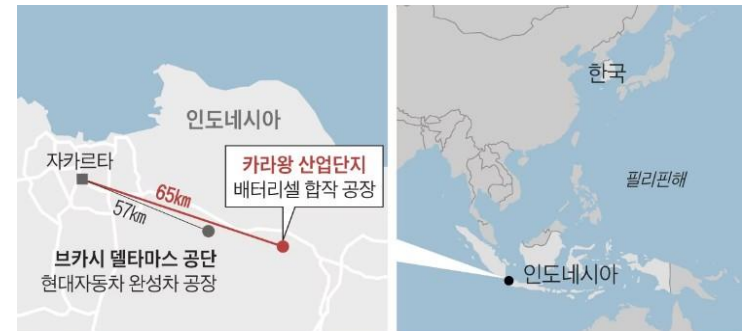 인도네시아
자카르타
카라왕 산업단지
배터리셀 합작 공장
65km
57km
브카시 델타마스 공단
현대자동차 완성차 공장
한국
필리핀해
인도네시아